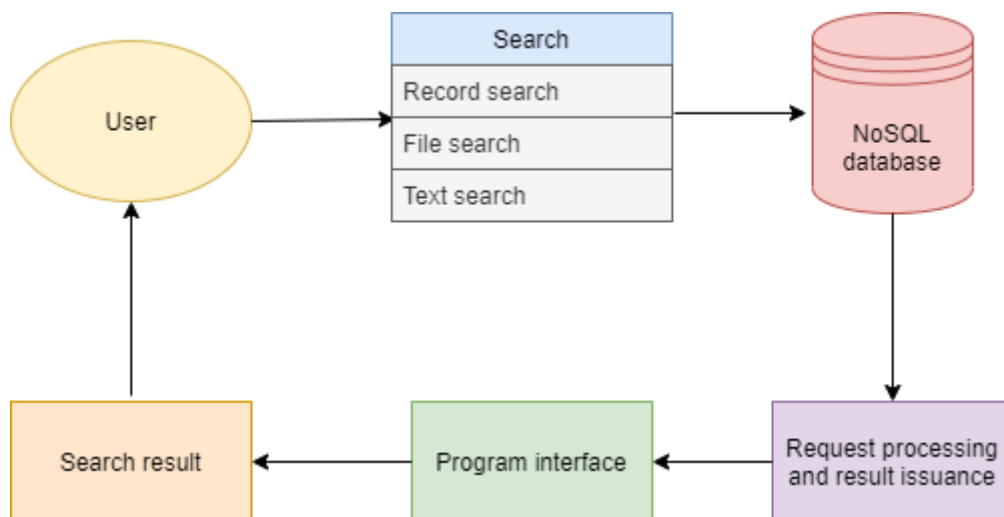 Search
User
Record search
File search
Text search
NoSQL
database
Search result
Program interface
Request processing
and result issuance